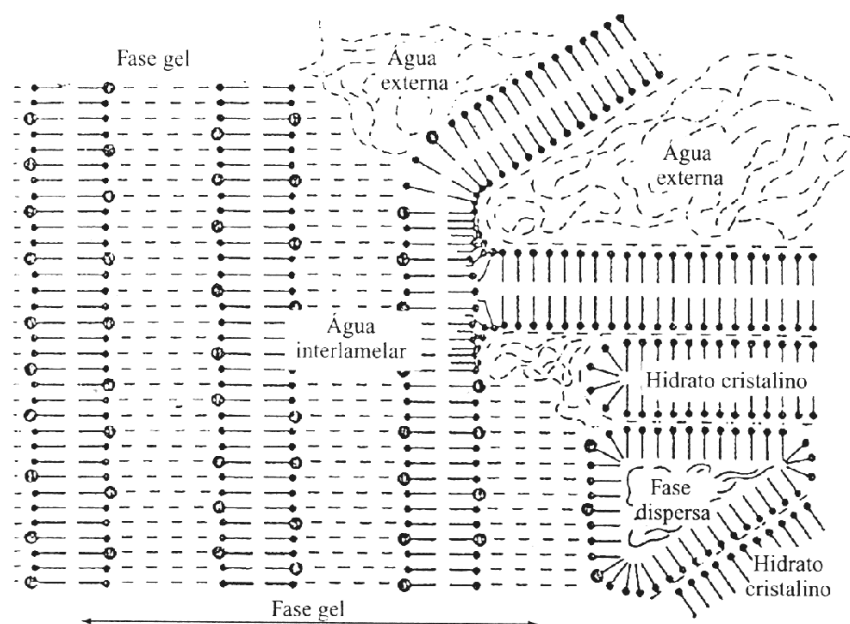 Fase gel
Água
externa
Água
externa
Água
interlamelar
Hidrato cristalino
Fase
dispersa
Hidrato
cristalino
Fase gel